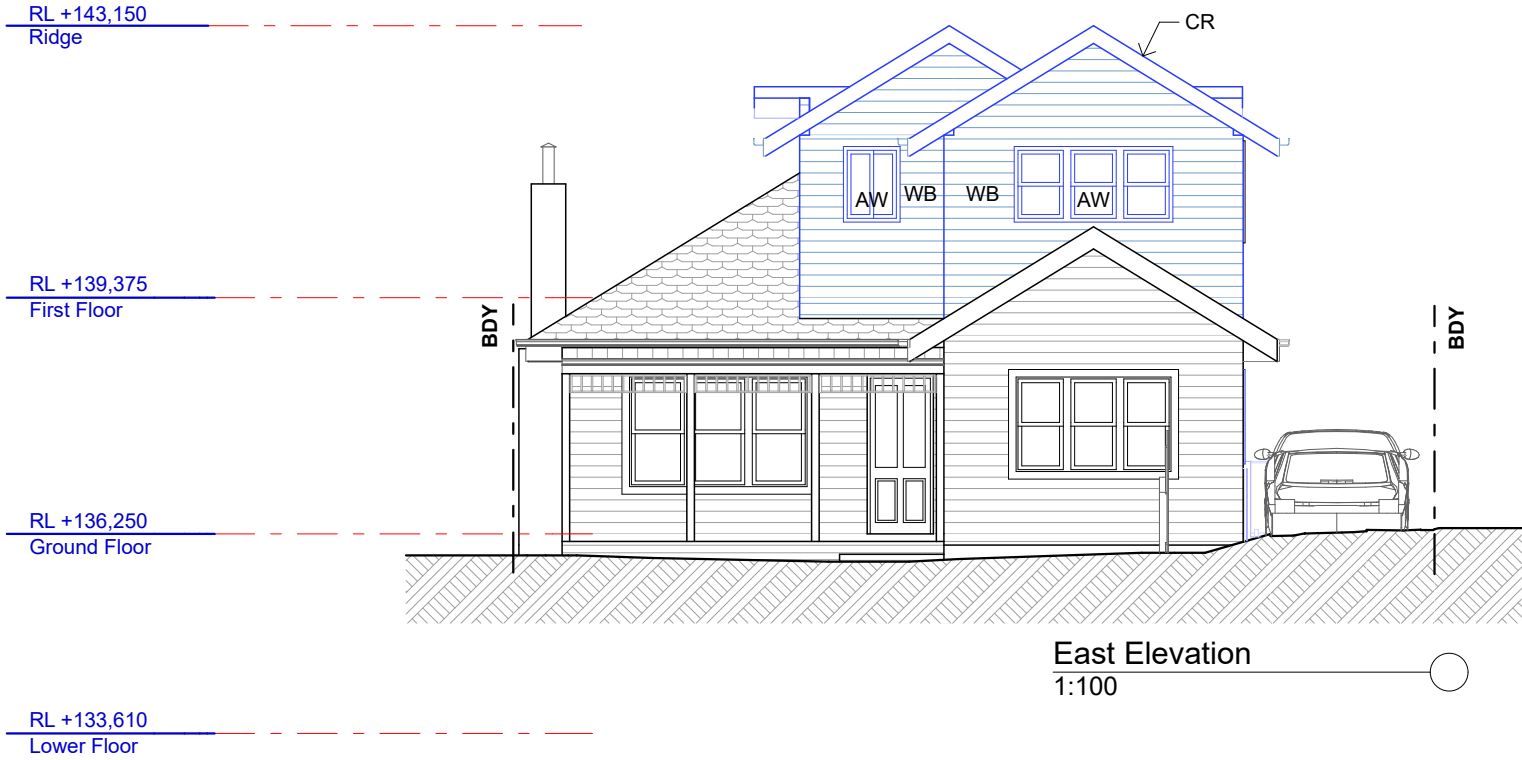 RL +143,150
Ridge
CR
AW
WB
WB
AW
RL +139,375
First Floor
BDY
BDY
RL +136,250
Ground Floor
East Elevation
1:100
RL +133,610
Lower Floor